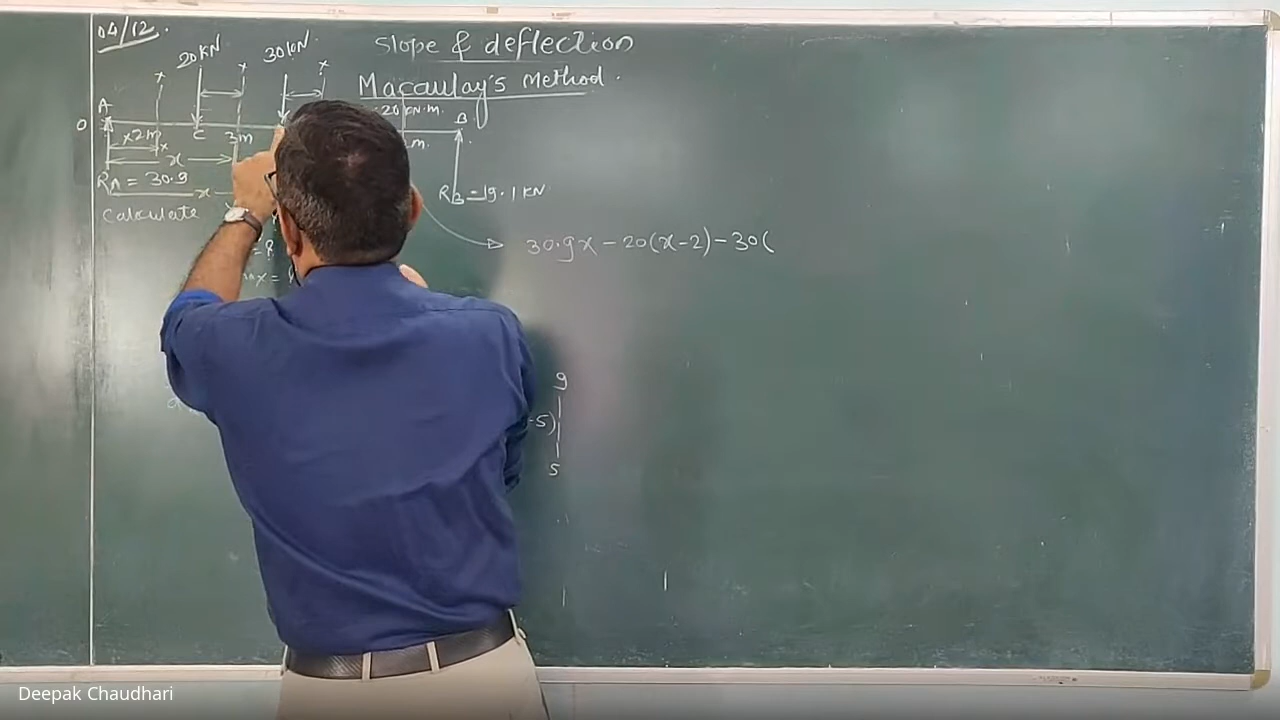 04/12.
Slope & deflection
Macaulay's Method.
20KN
30KN
x
x
x
A
20 KN.m.
B
0
x
2m
C
3m
m.
x
x
RA = 30.9
x
RB = 19.1 KN
Calculate
= ?
30.9x - 20(x-2) - 30(
9
-5)
5
Deepak Chaudhari